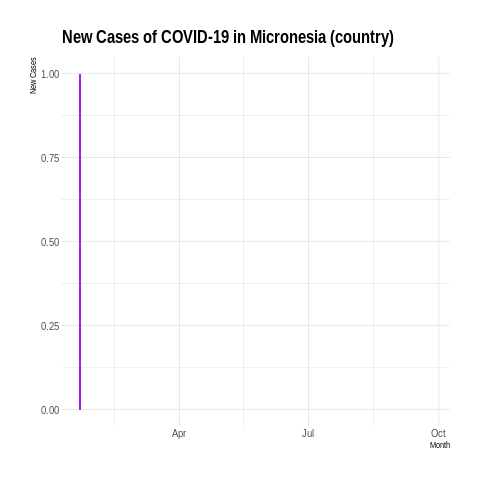 New Cases of COVID-19 in Micronesia (country)
New Cases
1.00
0.75
0.50
0.25
0.00
Apr
Jul
Oct
Month